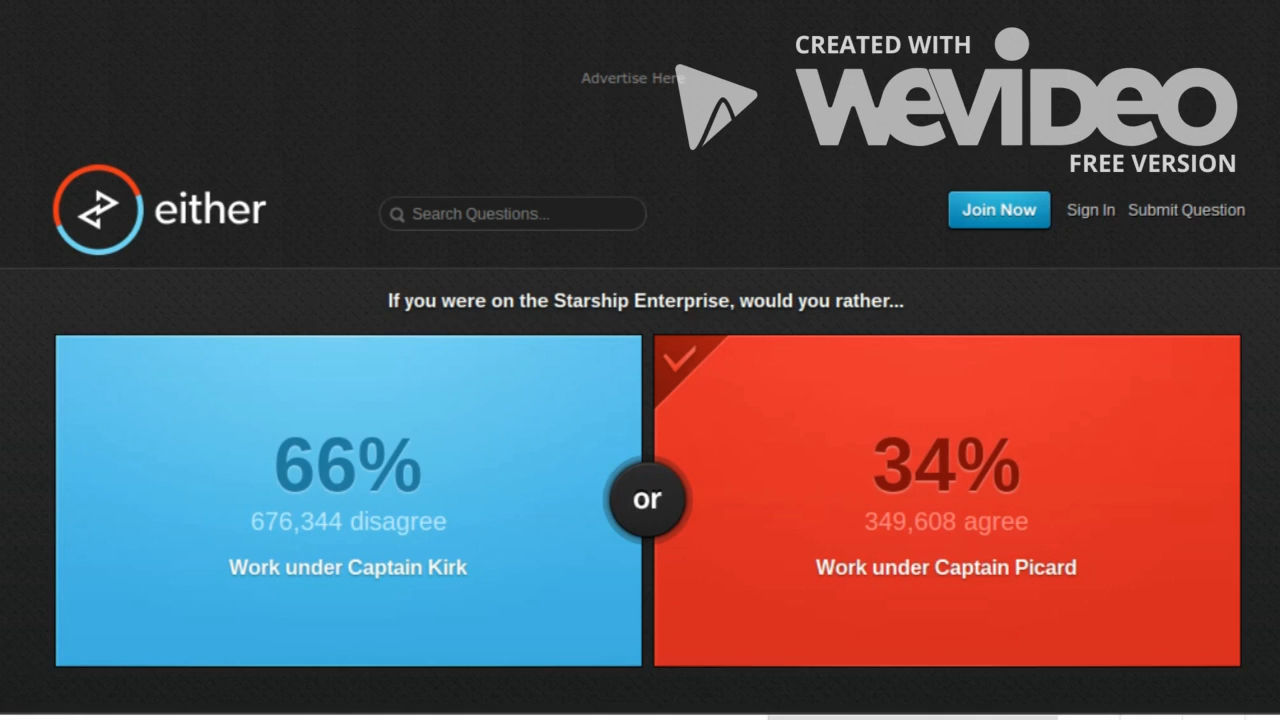 CREATED WITH
WeVideo
FREE VERSION
Advertise Here
either
Search Questions...
Join Now
Sign In
Submit Question
If you were on the Starship Enterprise, would you rather...
66%
676,344 disagree
Work under Captain Kirk
or
34%
349,608 agree
Work under Captain Picard